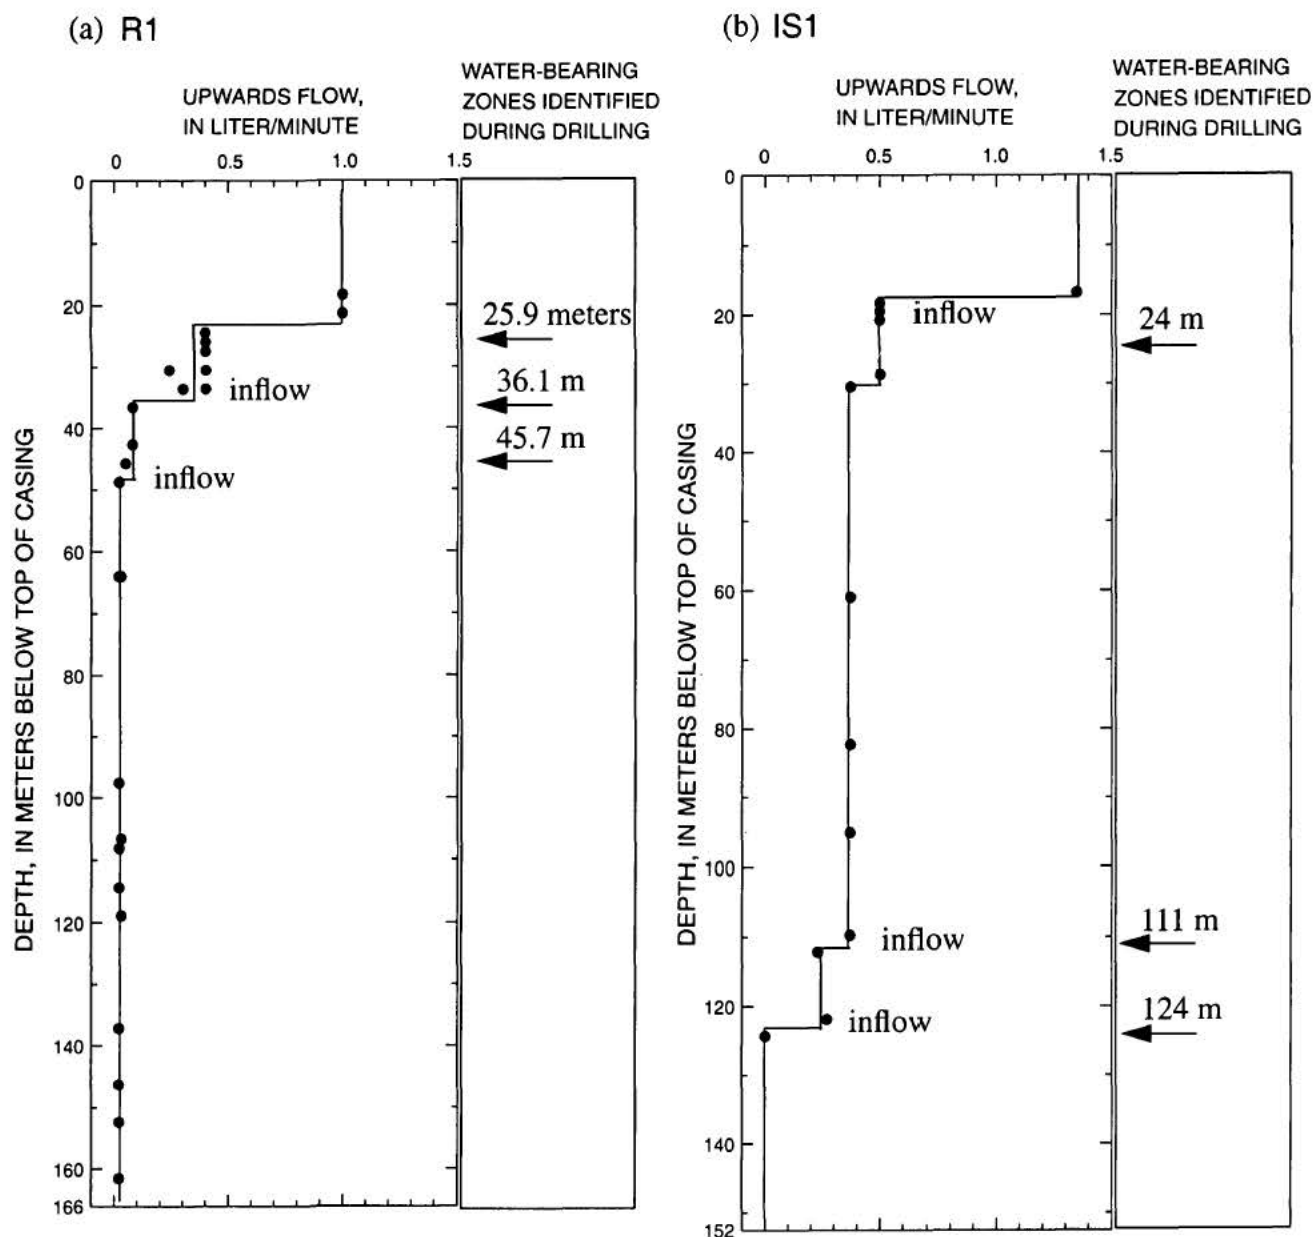 (a) R1
UPWARDS FLOW,
IN LITER/MINUTE
WATER-BEARING
ZONES IDENTIFIED
DURING DRILLING
0 0.5 1.0 1.5
0
20
40
60
80
100
120
140
160
166
DEPTH, IN METERS BELOW TOP OF CASING
inflow
inflow
25.9 meters
36.1 m
45.7 m
(b) IS1
UPWARDS FLOW,
IN LITER/MINUTE
WATER-BEARING
ZONES IDENTIFIED
DURING DRILLING
0 0.5 1.0 1.5
0
20
40
60
80
100
120
140
152
DEPTH, IN METERS BELOW TOP OF CASING
inflow
inflow
inflow
24 m
111 m
124 m